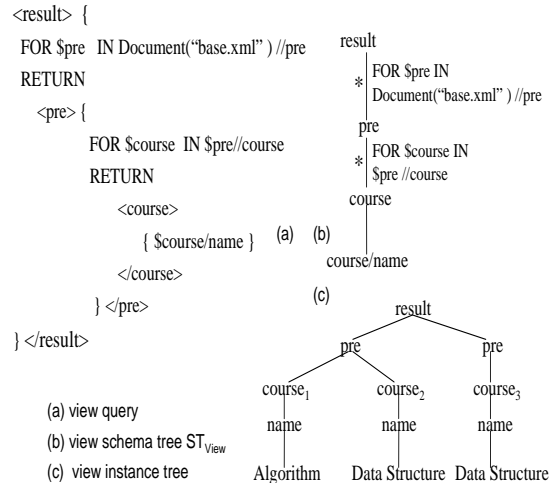 <result> {
FOR $pre IN Document(“base.xml” ) //pre
RETURN
<pre> {
FOR $course IN $pre//course
RETURN
<course>
{ $course/name }
</course>
} </pre>
} </result>
(a)
(b)
result
* FOR $pre IN
Document(“base.xml” ) //pre
pre
* FOR $course IN
$pre //course
course
course/name
(c)
result
pre pre
course1 course2 course3
name name name
Algorithm Data Structure Data Structure
(a) view query
(b) view schema tree STView
(c) view instance tree